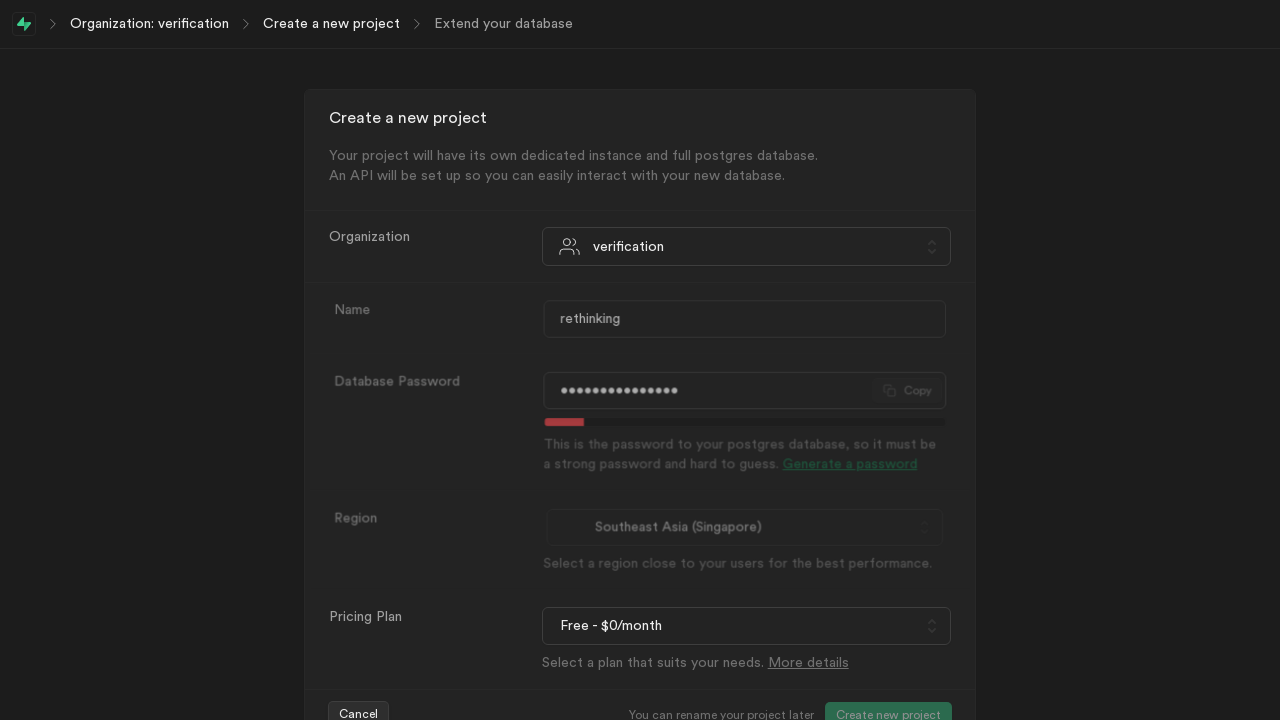 Organization: verification
Create a new project
Extend your database
Create a new project
Your project will have its own dedicated instance and full postgres database.
An API will be set up so you can easily interact with your new database.
Organization
verification
Name
rethinking
Database Password
•••••••••••••••
Copy
This is the password to your postgres database, so it must be
a strong password and hard to guess. Generate a password
Region
Southeast Asia (Singapore)
Select a region close to your users for the best performance.
Pricing Plan
Free - $0/month
Select a plan that suits your needs. More details
Cancel
You can rename your project later
Create new project